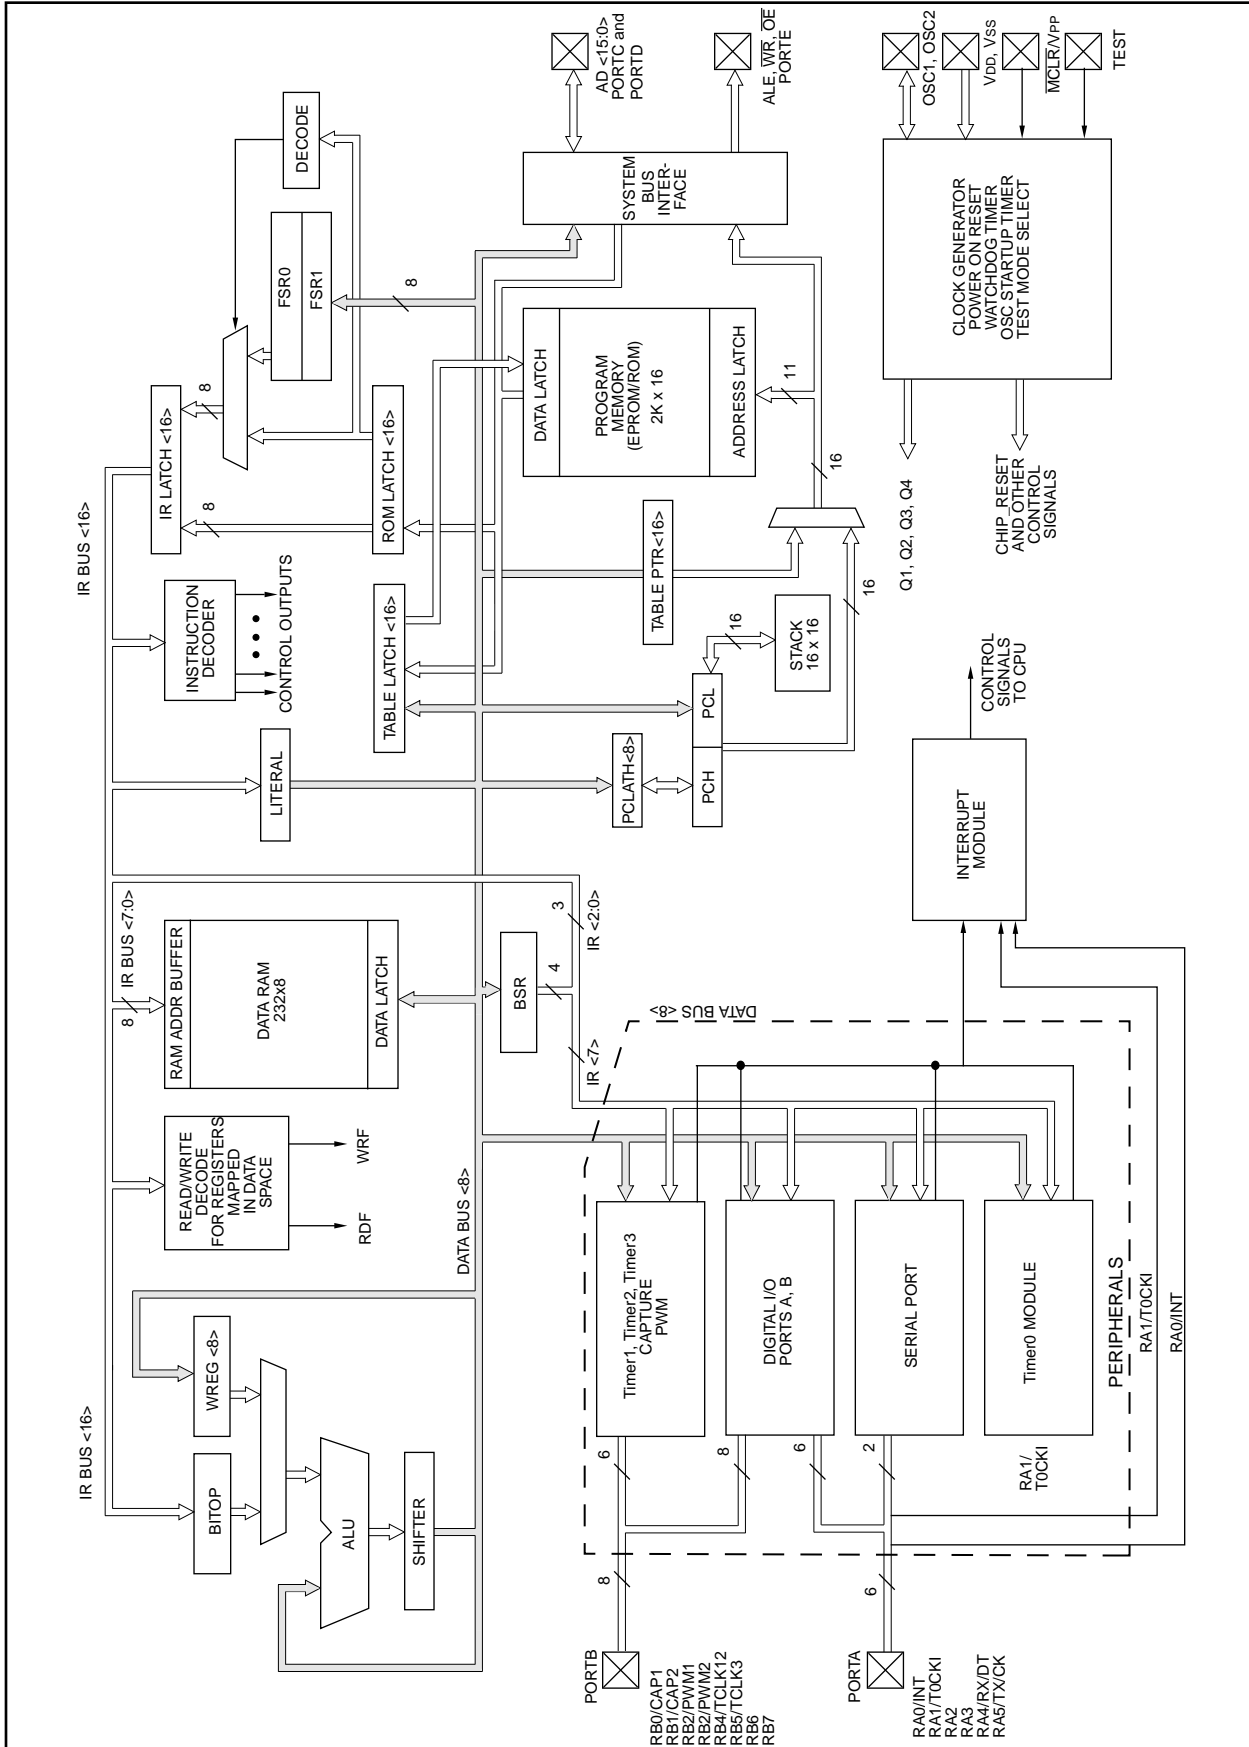 IR BUS <16>
BITOP
WREG <8>
ALU
SHIFTER
READ/WRITE
DECODE
FOR REGISTERS
MAPPED
IN DATA
SPACE
RDF
WRF
8
IR BUS <7:0>
RAM ADDR BUFFER
DATA RAM
232x8
DATA LATCH
LITERAL
INSTRUCTION
DECODER
CONTROL OUTPUTS
IR BUS <16>
IR LATCH <16>
8
8
ROM LATCH <16>
FSR0
FSR1
DECODE
8
TABLE LATCH <16>
DATA BUS <8>
BSR
4
3
IR <7>
IR <2:0>
PCLATH<8>
PCH
PCL
STACK
16 x 16
16
TABLE PTR<16>
16
16
DATA LATCH
PROGRAM
MEMORY
(EPROM/ROM)
2K x 16
ADDRESS LATCH
11
SYSTEM
BUS
INTER-
FACE
AD <15:0>
PORTC and
PORTD
ALE, WR, OE
PORTE
DATA BUS <8>
PORTB
RB0/CAP1
RB1/CAP2
RB2/PWM1
RB2/PWM2
RB4/TCLK12
RB5/TCLK3
RB6
RB7
8
6
8
Timer1, Timer2, Timer3
CAPTURE
PWM
DIGITAL I/O
PORTS A, B
6
SERIAL PORT
2
Timer0 MODULE
RA1/
T0CKI
PERIPHERALS
PORTA
RA0/INT
RA1/T0CKI
RA2
RA3
RA4/RX/DT
RA5/TX/CK
6
RA1/T0CKI
RA0/INT
INTERRUPT
MODULE
CONTROL
SIGNALS
TO CPU
Q1, Q2, Q3, Q4
CHIP_RESET
AND OTHER
CONTROL
SIGNALS
CLOCK GENERATOR
POWER ON RESET
WATCHDOG TIMER
OSC STARTUP TIMER
TEST MODE SELECT
OSC1, OSC2
VDD, VSS
MCLR/VPP
TEST